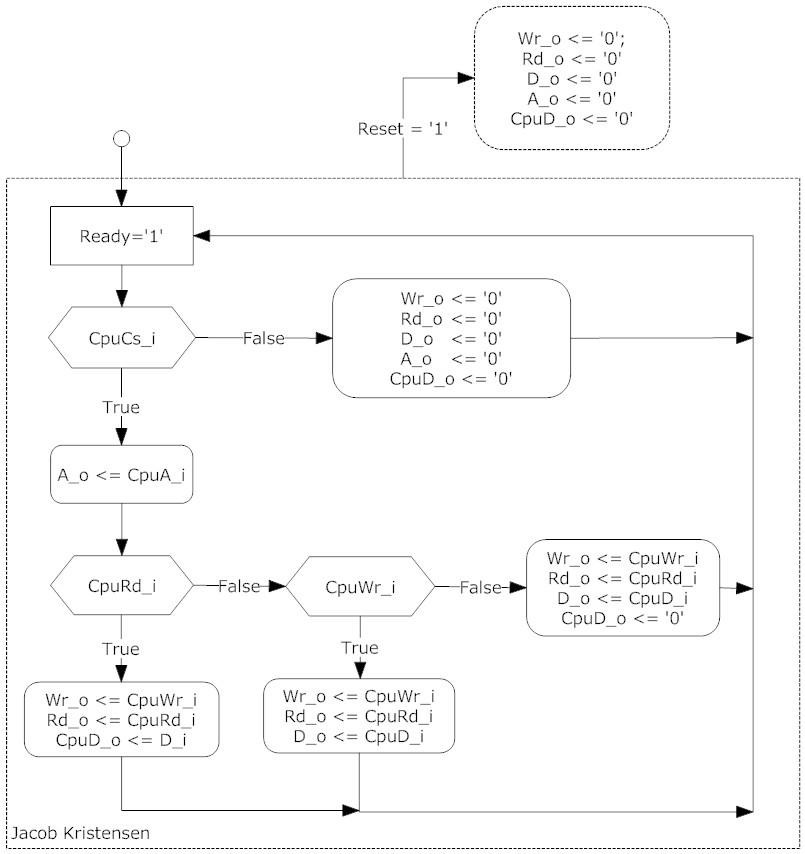 Wr_o <= '0';
Rd_o <= '0'
D_o <= '0'
A_o <= '0'
CpuD_o <= '0'
Reset = '1'
Ready='1'
CpuCs_i
False
Wr_o <= '0'
Rd_o <= '0'
D_o <= '0'
A_o <= '0'
CpuD_o <= '0'
True
A_o <= CpuA_i
CpuRd_i
False
CpuWr_i
False
Wr_o <= CpuWr_i
Rd_o <= CpuRd_i
D_o <= CpuD_i
CpuD_o <= '0'
True
True
Wr_o <= CpuWr_i
Rd_o <= CpuRd_i
CpuD_o <= D_i
Wr_o <= CpuWr_i
Rd_o <= CpuRd_i
D_o <= CpuD_i
Jacob Kristensen